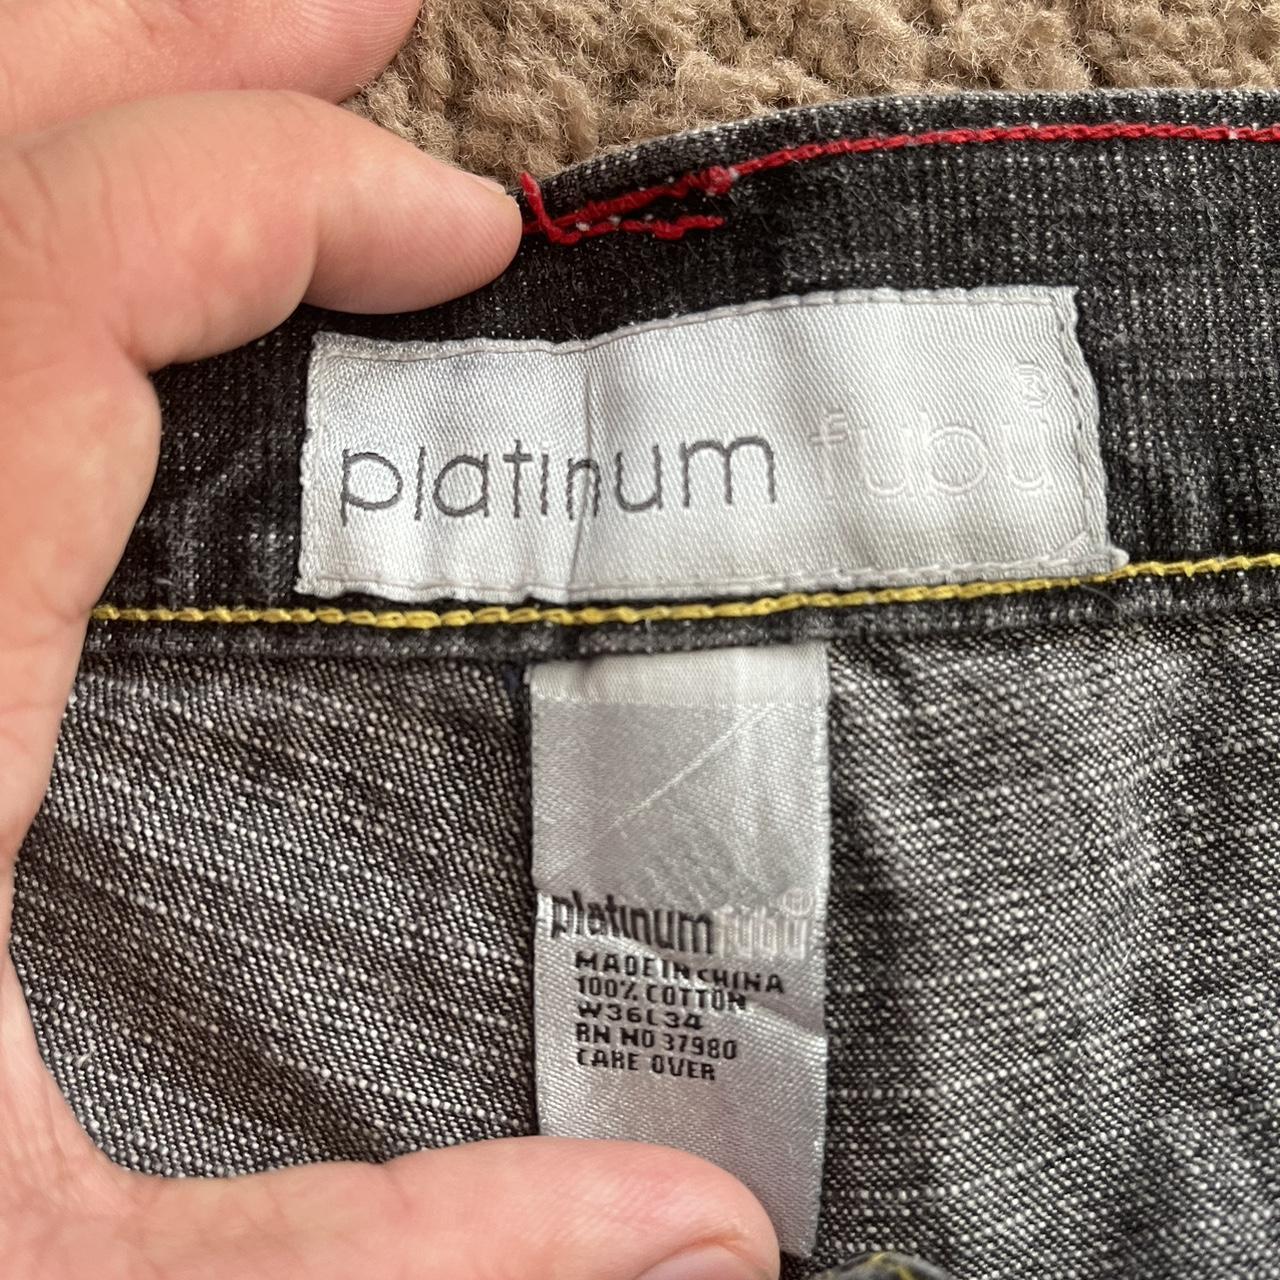 platinum fubu®
platinum fubu®
MADE IN CHINA
100% COTTON
W36L34
RN NO 37980
CARE OVER